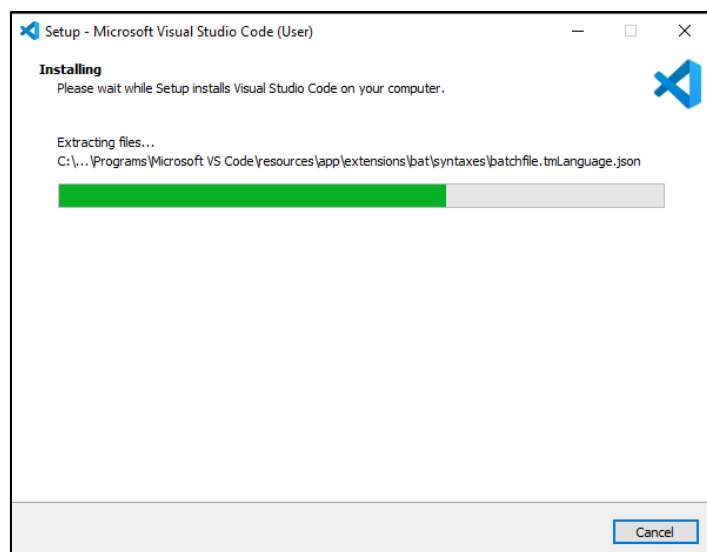 Setup - Microsoft Visual Studio Code (User)
Installing
Please wait while Setup installs Visual Studio Code on your computer.
Extracting files...
C:\...\Programs\Microsoft VS Code\resources\app\extensions\bat\syntaxes\batchfile.tmLanguage.json
Cancel